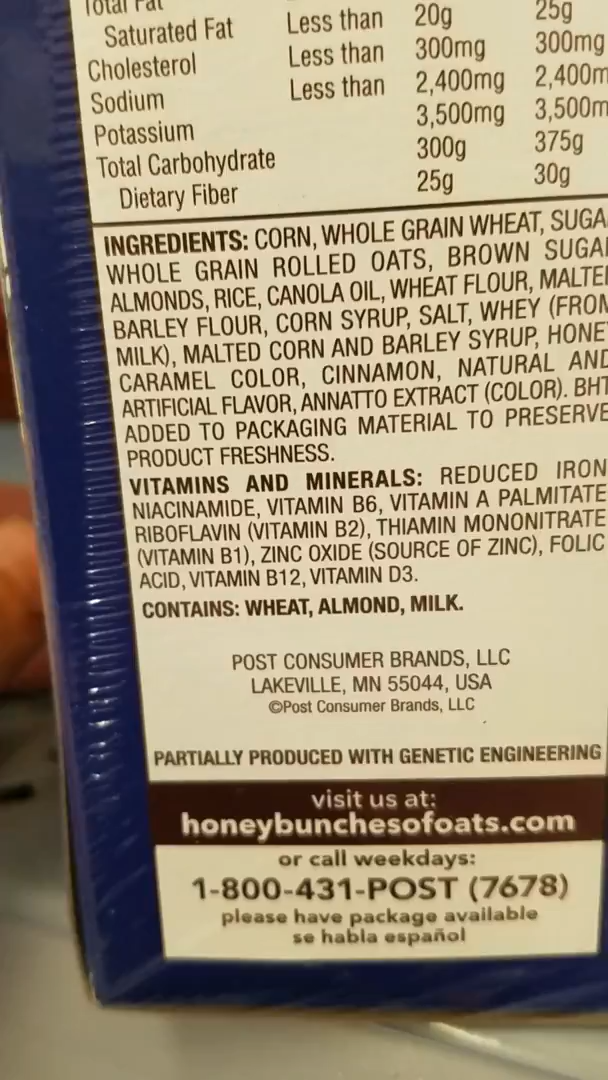 Total Fat
Saturated Fat Less than 20g 25g
Cholesterol Less than 300mg 300mg
Sodium Less than 2,400mg 2,400m
Potassium 3,500mg 3,500m
Total Carbohydrate 300g 375g
Dietary Fiber 25g 30g
INGREDIENTS: CORN, WHOLE GRAIN WHEAT, SUGA
WHOLE GRAIN ROLLED OATS, BROWN SUGA
ALMONDS, RICE, CANOLA OIL, WHEAT FLOUR, MALTE
BARLEY FLOUR, CORN SYRUP, SALT, WHEY (FROM
MILK), MALTED CORN AND BARLEY SYRUP, HONE
CARAMEL COLOR, CINNAMON, NATURAL AND
ARTIFICIAL FLAVOR, ANNATTO EXTRACT (COLOR). BHT
ADDED TO PACKAGING MATERIAL TO PRESERVE
PRODUCT FRESHNESS.
VITAMINS AND MINERALS: REDUCED IRON
NIACINAMIDE, VITAMIN B6, VITAMIN A PALMITATE
RIBOFLAVIN (VITAMIN B2), THIAMIN MONONITRATE
(VITAMIN B1), ZINC OXIDE (SOURCE OF ZINC), FOLIC
ACID, VITAMIN B12, VITAMIN D3.
CONTAINS: WHEAT, ALMOND, MILK.
POST CONSUMER BRANDS, LLC
LAKEVILLE, MN 55044, USA
©Post Consumer Brands, LLC
PARTIALLY PRODUCED WITH GENETIC ENGINEERING
visit us at:
honeybunchesofoats.com
or call weekdays:
1-800-431-POST (7678)
please have package available
se habla español